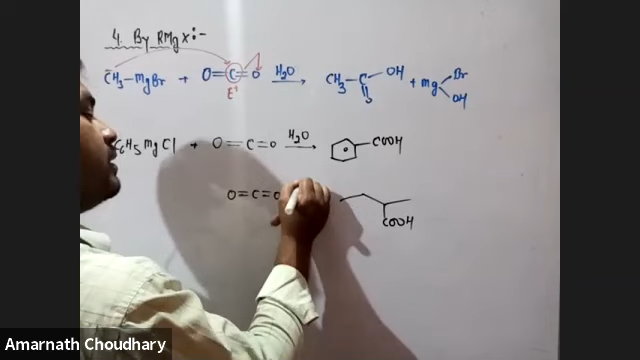 4. By RMgX :-
CH3-MgBr + O=C=O H2O CH3-C-OH + Mg Br
E+ O OH
C6H5MgCl + O=C=O H2O COOH
O=C=O
COOH
Amarnath Choudhary